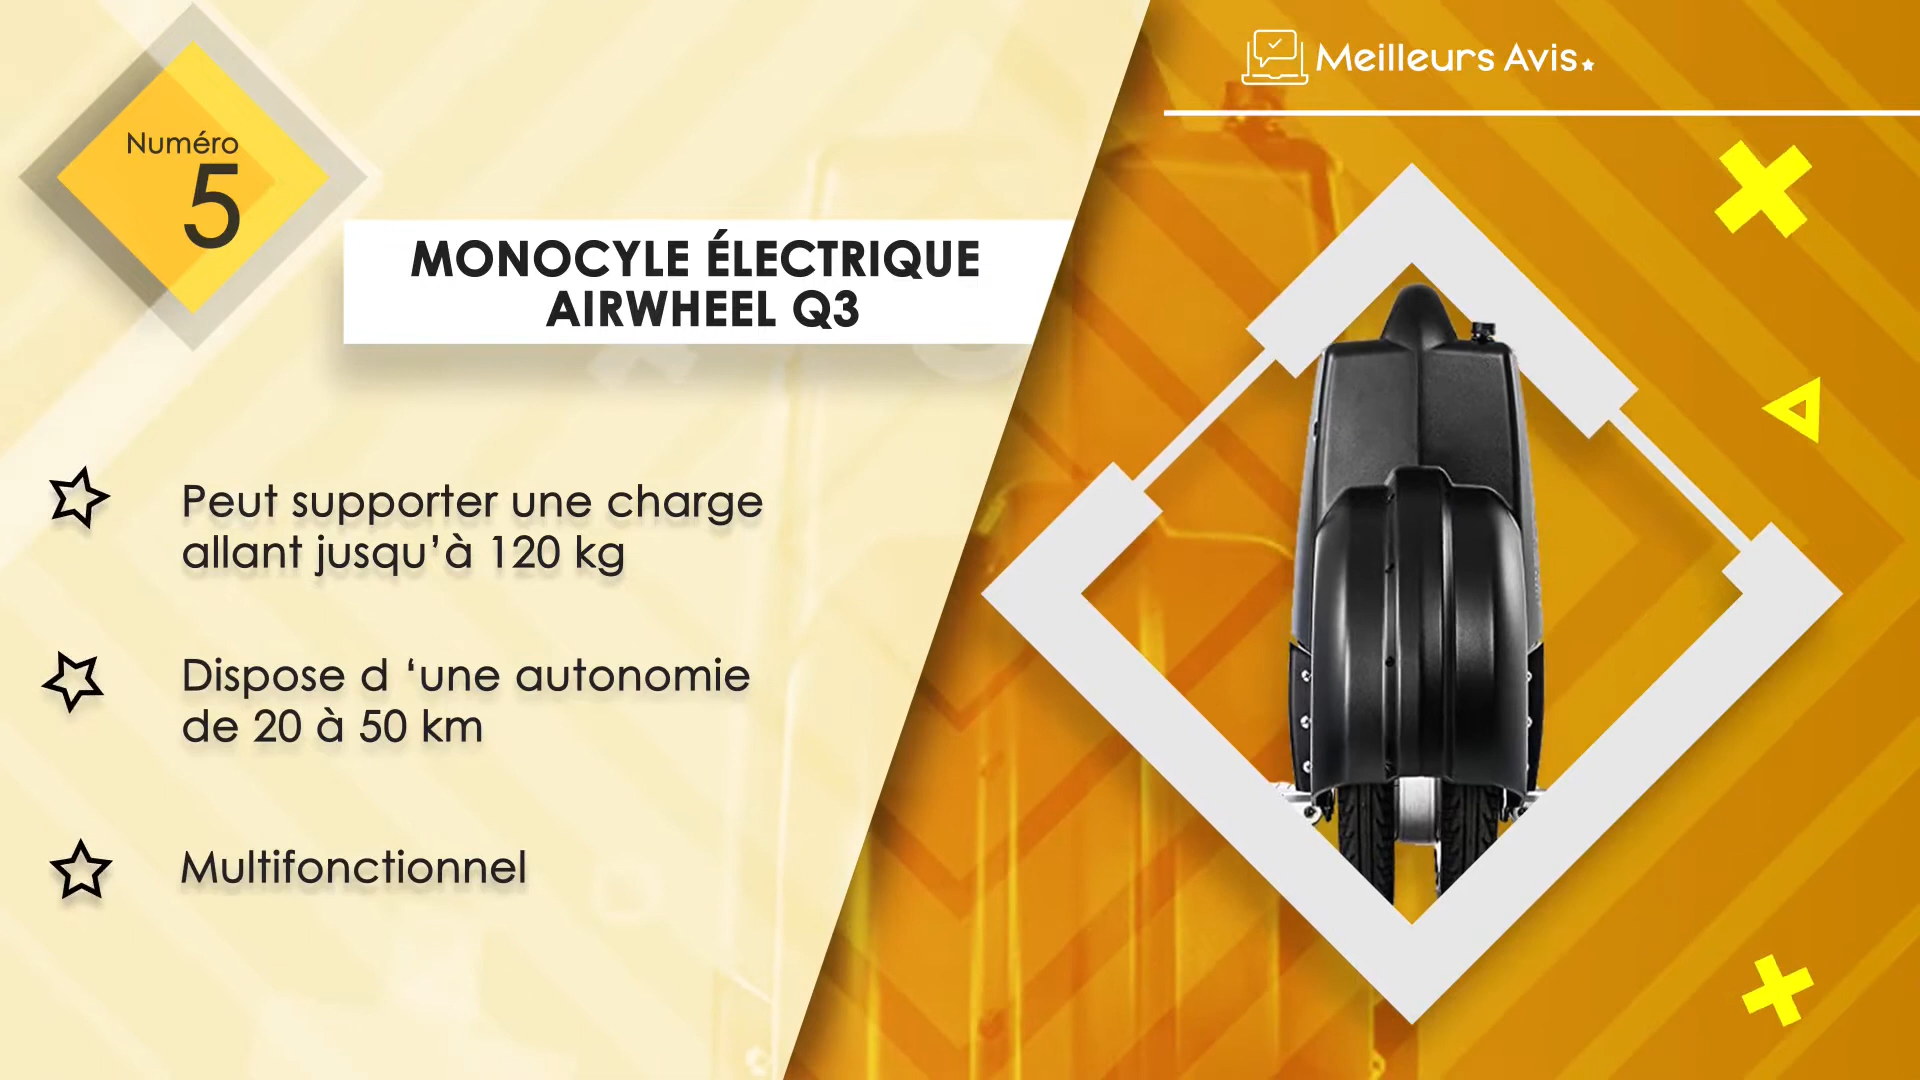 Numéro
5
Meilleurs Avis
MONOCYLE ÉLECTRIQUE
AIRWHEEL Q3
Peut supporter une charge
allant jusqu’à 120 kg
Dispose d ‘une autonomie
de 20 à 50 km
Multifonctionnel